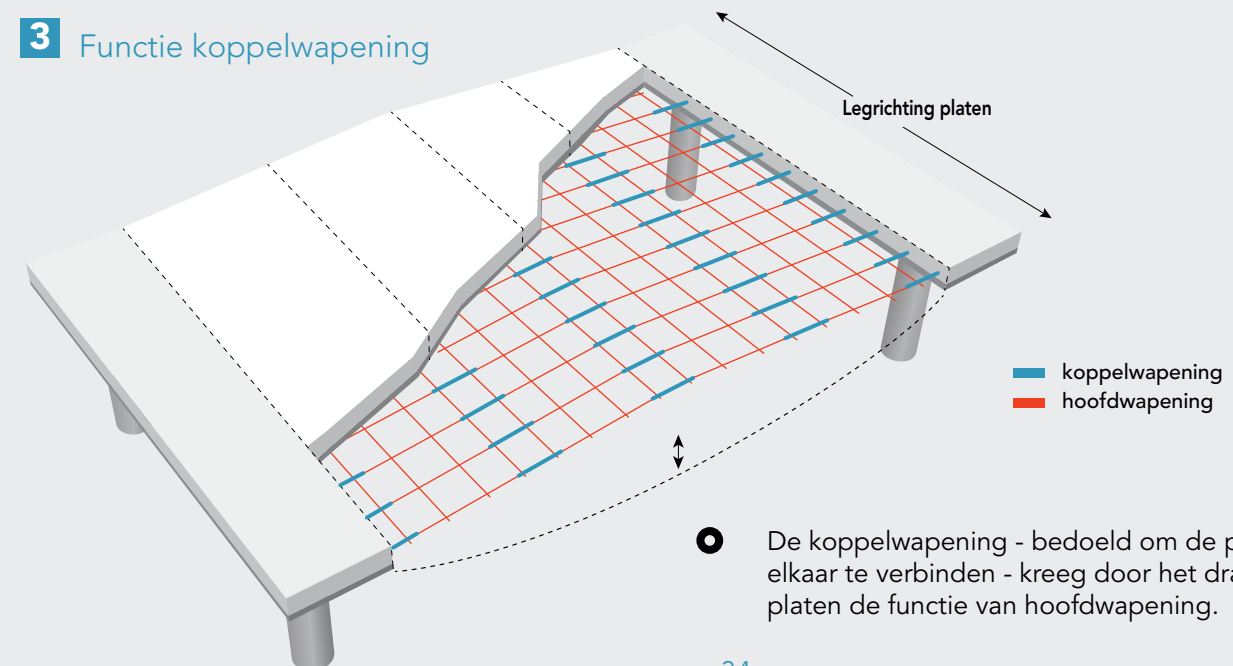 3 Functie koppelwapening
Legrichting platen
koppelwapening
hoofdwapening
De koppelwapening - bedoeld om de
elkaar te verbinden - kreeg door het
platen de functie van hoofdwapening.